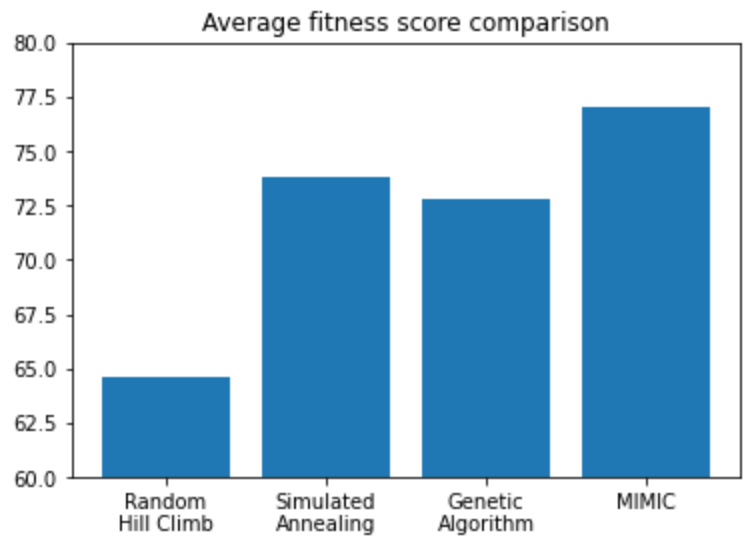 Average fitness score comparison
80.0
77.5
75.0
72.5
70.0
67.5
65.0
62.5
60.0
Random
Hill Climb
Simulated
Annealing
Genetic
Algorithm
MIMIC